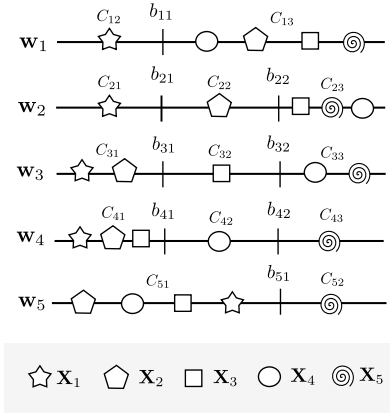 C₁₂ b₁₁ C₁₃
w₁
C₂₁ b₂₁ C₂₂ b₂₂ C₂₃
w₂
C₃₁ b₃₁ C₃₂ b₃₂ C₃₃
w₃
C₄₁ b₄₁ C₄₂ b₄₂ C₄₃
w₄
C₅₁ b₅₁ C₅₂
w₅
X₁ X₂ X₃ X₄ X₅